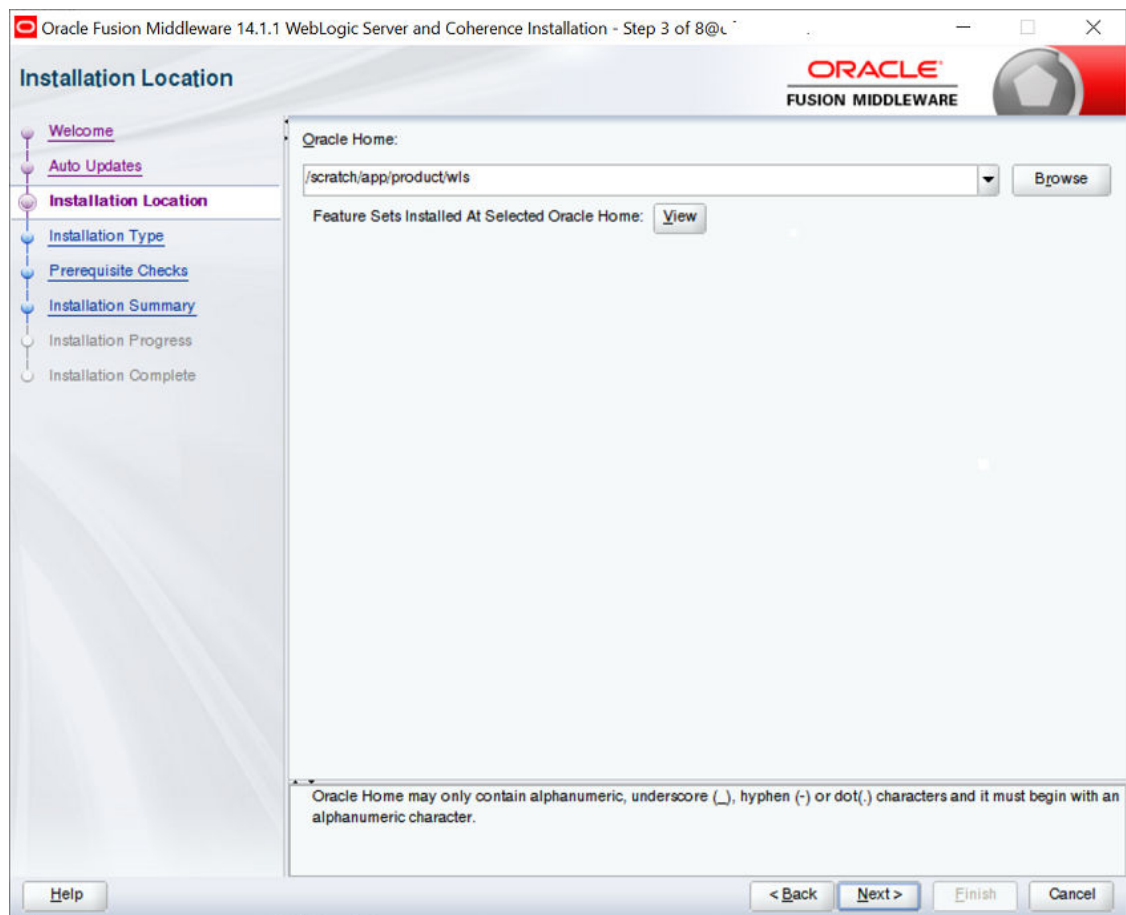 Oracle Fusion Middleware 14.1.1 WebLogic Server and Coherence Installation - Step 3 of 8@
Installation Location
ORACLE
FUSION MIDDLEWARE
Welcome
Auto Updates
Installation Location
Installation Type
Prerequisite Checks
Installation Summary
Installation Progress
Installation Complete
Oracle Home:
/scratch/app/product/wls
Browse
Feature Sets Installed At Selected Oracle Home:
View
Oracle Home may only contain alphanumeric, underscore (_), hyphen (-) or dot(.) characters and it must begin with an
alphanumeric character.
Help
< Back
Next >
Finish
Cancel